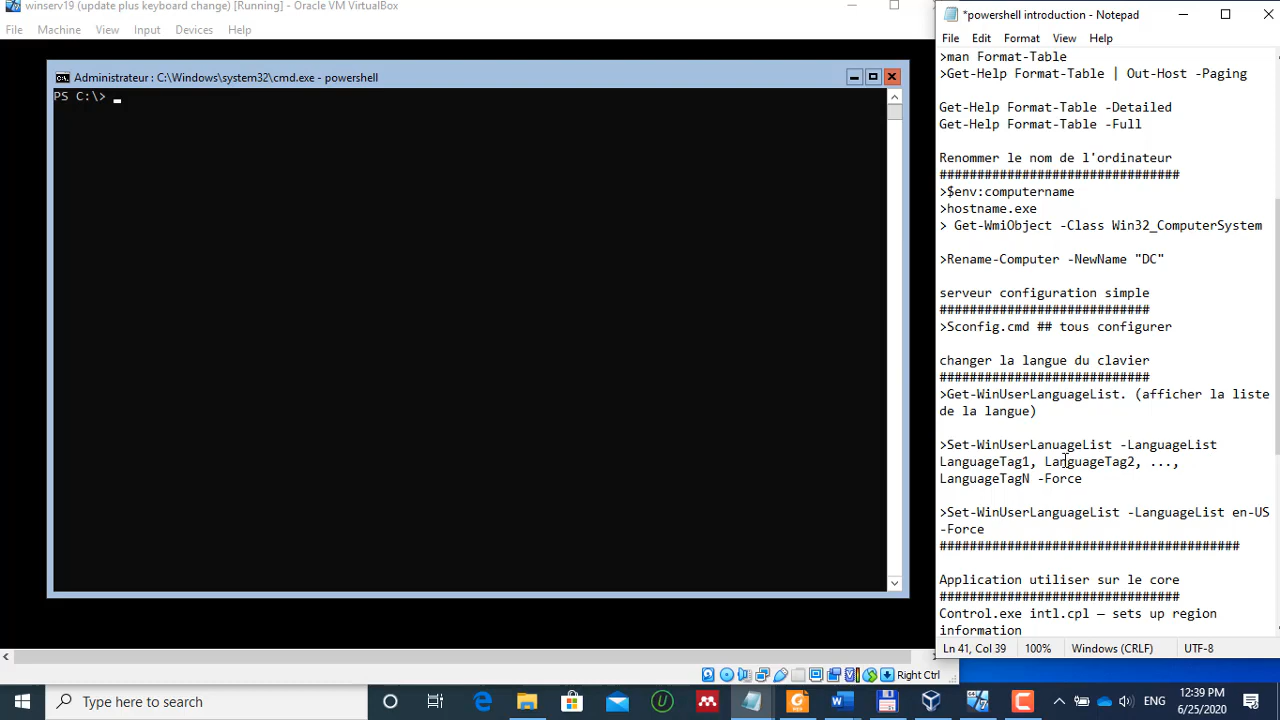 winserv19 (update plus keyboard change) [Running] - Oracle VM VirtualBox
File Machine View Input Devices Help
Administrateur : C:\Windows\system32\cmd.exe - powershell
PS C:\> _
Right Ctrl
*powershell introduction - Notepad
File Edit Format View Help
>man Format-Table
>Get-Help Format-Table | Out-Host -Paging
Get-Help Format-Table -Detailed
Get-Help Format-Table -Full
Renommer le nom de l'ordinateur
################################
>$env:computername
>hostname.exe
> Get-WmiObject -Class Win32_ComputerSystem
>Rename-Computer -NewName "DC"
serveur configuration simple
############################
>Sconfig.cmd ## tous configurer
changer la langue du clavier
############################
>Get-WinUserLanguageList. (afficher la liste
de la langue)
>Set-WinUserLanuageList -LanguageList
LanguageTag1, LanguageTag2, ...,
LanguageTagN -Force
>Set-WinUserLanguageList -LanguageList en-US
-Force
########################################
Application utiliser sur le core
################################
Control.exe intl.cpl – sets up region
information
Ln 41, Col 39 100% Windows (CRLF) UTF-8
Type here to search
ENG
12:39 PM
6/25/2020